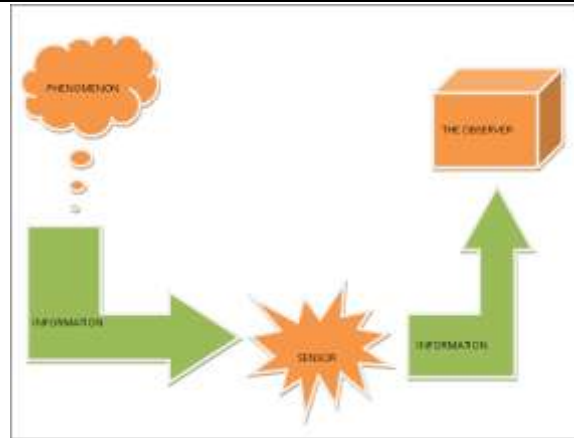 PHENOMENON
THE OBSERVER
INFORMATION
SENSOR
INFORMATION